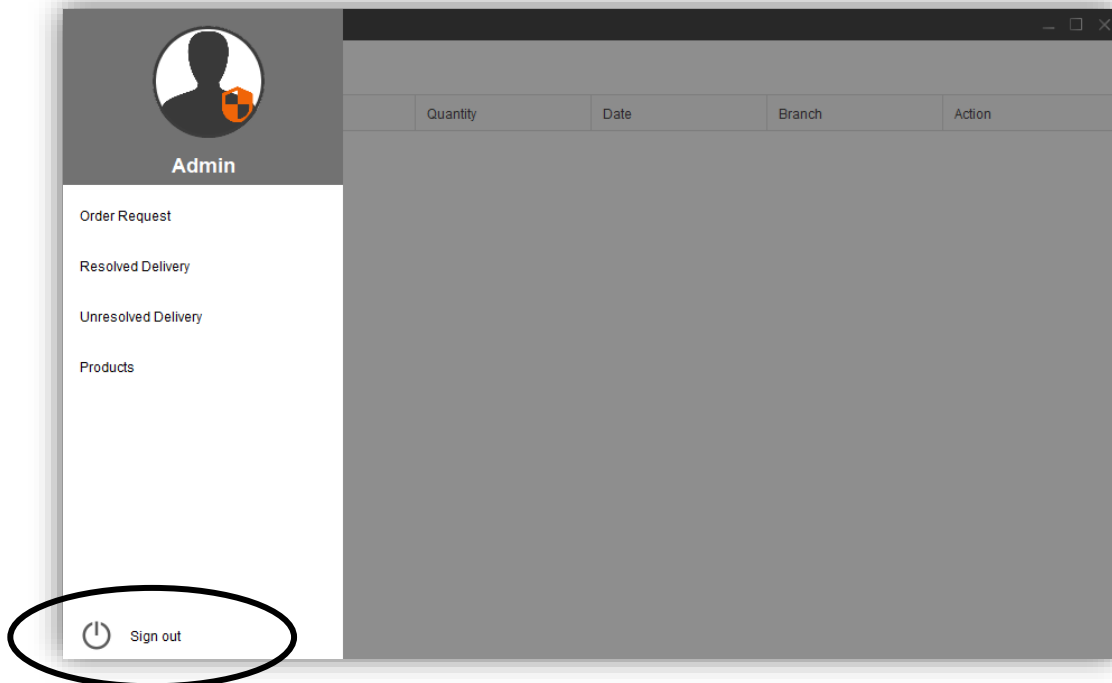 Admin
Order Request
Resolved Delivery
Unresolved Delivery
Products
Sign out
Quantity Date Branch Action